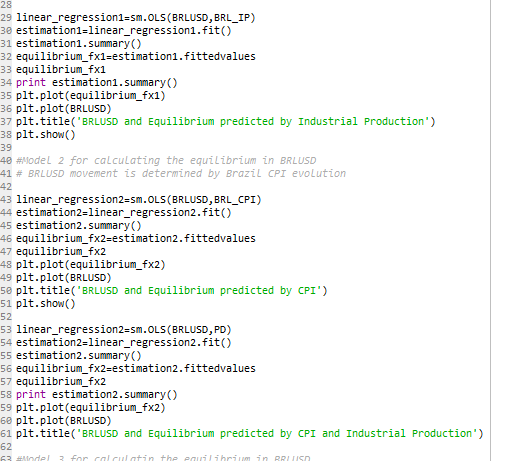 28
29 linear_regression1=sm.OLS(BRLUSD,BRL_IP)
30 estimation1=linear_regression1.fit()
31 estimation1.summary()
32 equilibrium_fx1=estimation1.fittedvalues
33 equilibrium_fx1
34 print estimation1.summary()
35 plt.plot(equilibrium_fx1)
36 plt.plot(BRLUSD)
37 plt.title('BRLUSD and Equilibrium predicted by Industrial Production')
38 plt.show()
39
40 #Model 2 for calculating the equilibrium in BRLUSD
41 # BRLUSD movement is determined by Brazil CPI evolution
42
43 linear_regression2=sm.OLS(BRLUSD,BRL_CPI)
44 estimation2=linear_regression2.fit()
45 estimation2.summary()
46 equilibrium_fx2=estimation2.fittedvalues
47 equilibrium_fx2
48 plt.plot(equilibrium_fx2)
49 plt.plot(BRLUSD)
50 plt.title('BRLUSD and Equilibrium predicted by CPI')
51 plt.show()
52
53 linear_regression2=sm.OLS(BRLUSD,PD)
54 estimation2=linear_regression2.fit()
55 estimation2.summary()
56 equilibrium_fx2=estimation2.fittedvalues
57 equilibrium_fx2
58 print estimation2.summary()
59 plt.plot(equilibrium_fx2)
60 plt.plot(BRLUSD)
61 plt.title('BRLUSD and Equilibrium predicted by CPI and Industrial Production')
62
63 #Model 3 for calculatin the equilibrium in BRLUSD